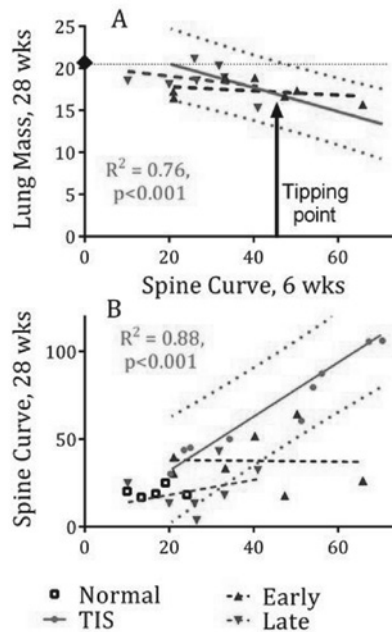 A
Lung Mass, 28 wks
25
20
15
10
5
0
R² = 0.76,
p<0.001
Tipping
point
0 20 40 60
Spine Curve, 6 wks
B
Spine Curve, 28 wks
100
50
0
R² = 0.88,
p<0.001
0 20 40 60
Normal
TIS
Early
Late